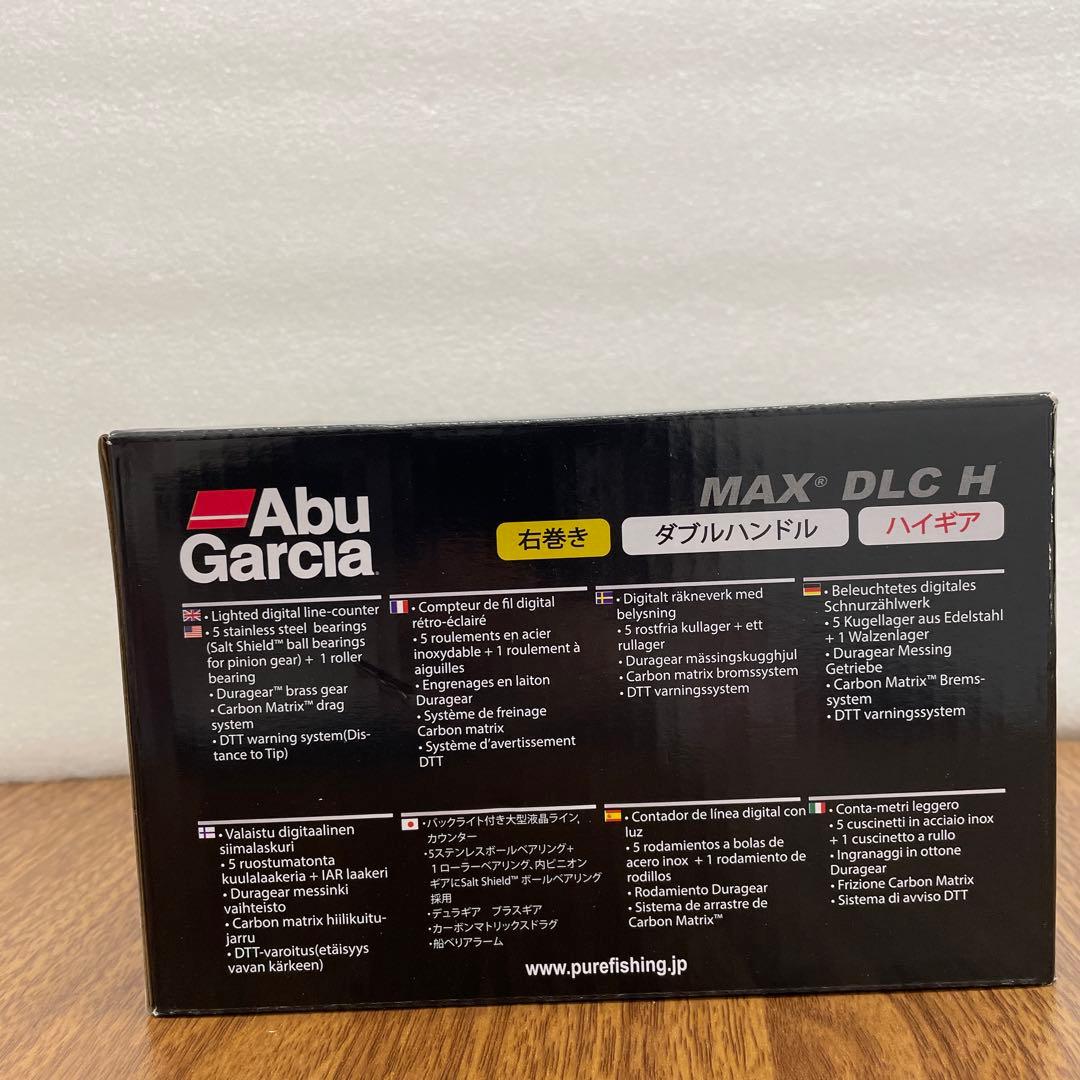 Abu
Garcia
MAX® DLC H
右巻き ダブルハンドル ハイギア
• Lighted digital line-counter
• 5 stainless steel bearings
(Salt Shield™ ball bearings
for pinion gear) + 1 roller
bearing
• Duragear™ brass gear
• Carbon Matrix™ drag
system
• DTT warning system(Dis-
tance to Tip)
• Compteur de fil digital
rétro-éclairé
• 5 roulements en acier
inoxydable + 1 roulement à
aiguilles
• Engrenages en laiton
Duragear
• Système de freinage
Carbon matrix
• Système d'avertissement
DTT
• Digitalt räkneverk med
belysning
• 5 rostfria kullager + ett
rullager
• Duragear mässingskugghjul
• Carbon matrix bromssystem
• DTT varningssystem
• Beleuchtetes digitales
Schnurzählwerk
• 5 Kugellager aus Edelstahl
+ 1 Walzenlager
• Duragear Messing
Getriebe
• Carbon Matrix™ Brems-
system
• DTT varningssystem
• Valaistu digitaalinen
siimalaskuri
• 5 ruostumatonta
kuulalaakeria + IAR laakeri
• Duragear messinki
vaihteisto
• Carbon matrix hiilikuitu-
jarru
• DTT-varoitus(etäisyys
vavan kärkeen)
・バックライト付き大型液晶ライン,
カウンター
・5ステンレスボールベアリング+
1 ローラーベアリング、内ピニオン
ギアにSalt Shield™ ボールベアリング
採用
・デュラギア ブラスギア
・カーボンマトリックスドラグ
・船べリアラーム
• Contador de línea digital con
luz
• 5 rodamientos a bolas de
acero inox + 1 rodamiento de
rodillos
• Rodamiento Duragear
• Sistema de arrastre de
Carbon Matrix™
• Conta-metri leggero
• 5 cuscinetti in acciaio inox
+ 1 cuscinetto a rullo
• Ingranaggi in ottone
Duragear
• Frizione Carbon Matrix
• Sistema di avviso DTT
www.purefishing.jp